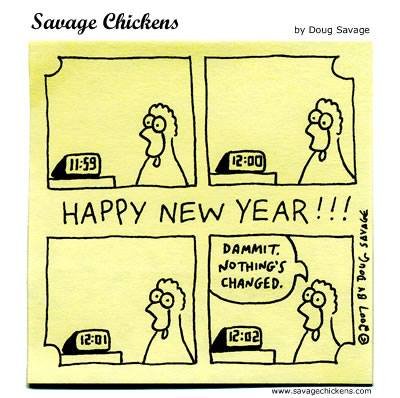 Savage Chickens
by Doug Savage
11:59
12:00
HAPPY NEW YEAR!!!
12:01
DAMMIT.
NOTHING'S
CHANGED.
12:02
©2007 BY DOUG SAVAGE
www.savagechickens.com